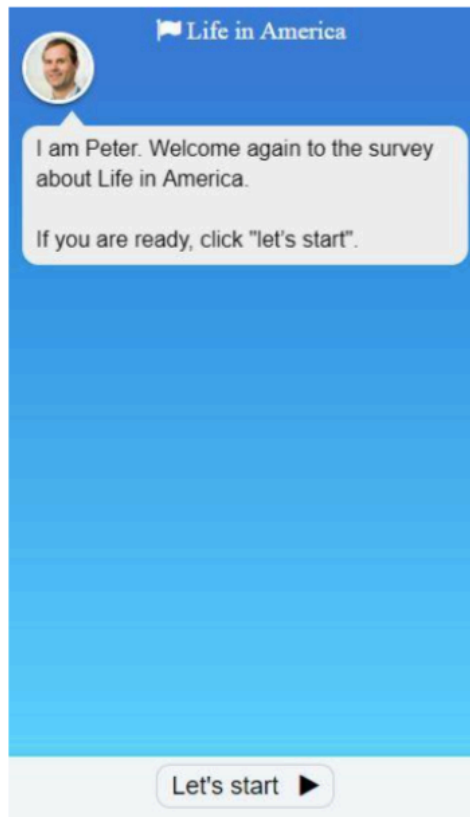 Life in America
I am Peter. Welcome again to the survey
about Life in America.
If you are ready, click "let's start".
Let's start